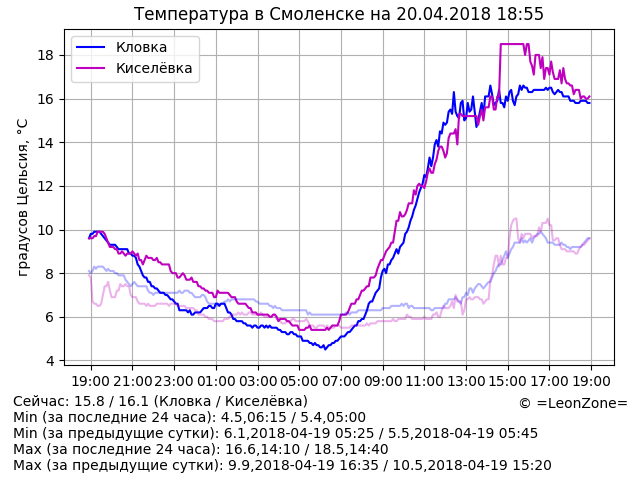 Температура в Смоленске на 20.04.2018 18:55
Кловка
Киселёвка
градусов Цельсия, °C
18
16
14
12
10
8
6
4
19:00 21:00 23:00 01:00 03:00 05:00 07:00 09:00 11:00 13:00 15:00 17:00 19:00
Сейчас: 15.8 / 16.1 (Кловка / Киселёвка)
© =LeonZone=
Min (за последние 24 часа): 4.5,06:15 / 5.4,05:00
Min (за предыдущие сутки): 6.1,2018-04-19 05:25 / 5.5,2018-04-19 05:45
Max (за последние 24 часа): 16.6,14:10 / 18.5,14:40
Max (за предыдущие сутки): 9.9,2018-04-19 16:35 / 10.5,2018-04-19 15:20